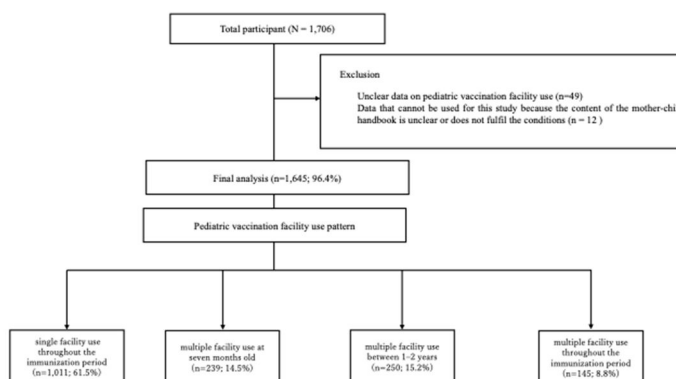 Total participant (N = 1,706)
Exclusion
Unclear data on pediatric vaccination facility use (n=49)
Data that cannot be used for this study because the content of the mother-chi
handbook is unclear or does not fulfil the conditions (n = 12 )
Final analysis (n=1,645; 96.4%)
Pediatric vaccination facility use pattern
single facility use
throughout the
immunization period
(n=1,011; 61.5%)
multiple facility use at
seven months old
(n=239; 14.5%)
multiple facility use
between 1–2 years
(n=250; 15.2%)
multiple facility use
throughout the
immunization period
(n=145; 8.8%)